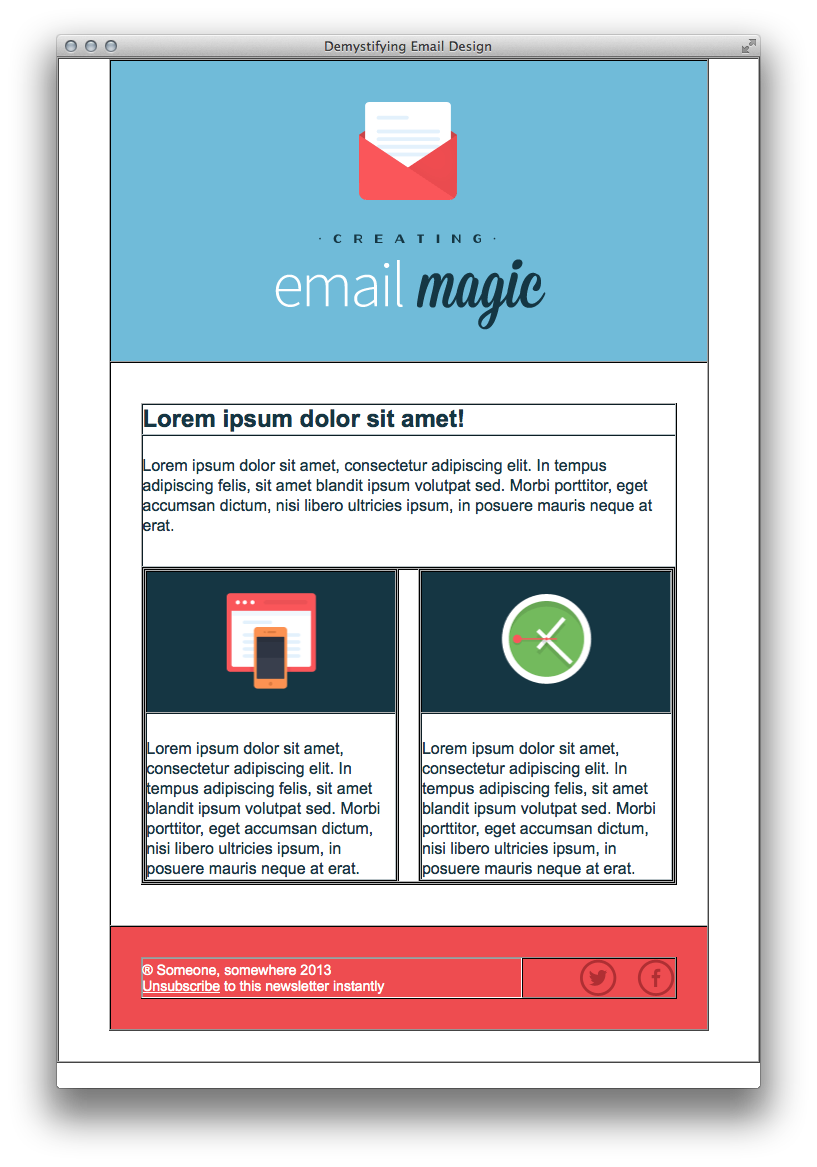 Demystifying Email Design
· CREATING ·
email magic
Lorem ipsum dolor sit amet!
Lorem ipsum dolor sit amet, consectetur adipiscing elit. In tempus
adipiscing felis, sit amet blandit ipsum volutpat sed. Morbi porttitor, eget
accumsan dictum, nisi libero ultricies ipsum, in posuere mauris neque at
erat.
Lorem ipsum dolor sit amet,
consectetur adipiscing elit. In
tempus adipiscing felis, sit amet
blandit ipsum volutpat sed. Morbi
porttitor, eget accumsan dictum,
nisi libero ultricies ipsum, in
posuere mauris neque at erat.
Lorem ipsum dolor sit amet,
consectetur adipiscing elit. In
tempus adipiscing felis, sit amet
blandit ipsum volutpat sed. Morbi
porttitor, eget accumsan dictum,
nisi libero ultricies ipsum, in
posuere mauris neque at erat.
® Someone, somewhere 2013
Unsubscribe to this newsletter instantly